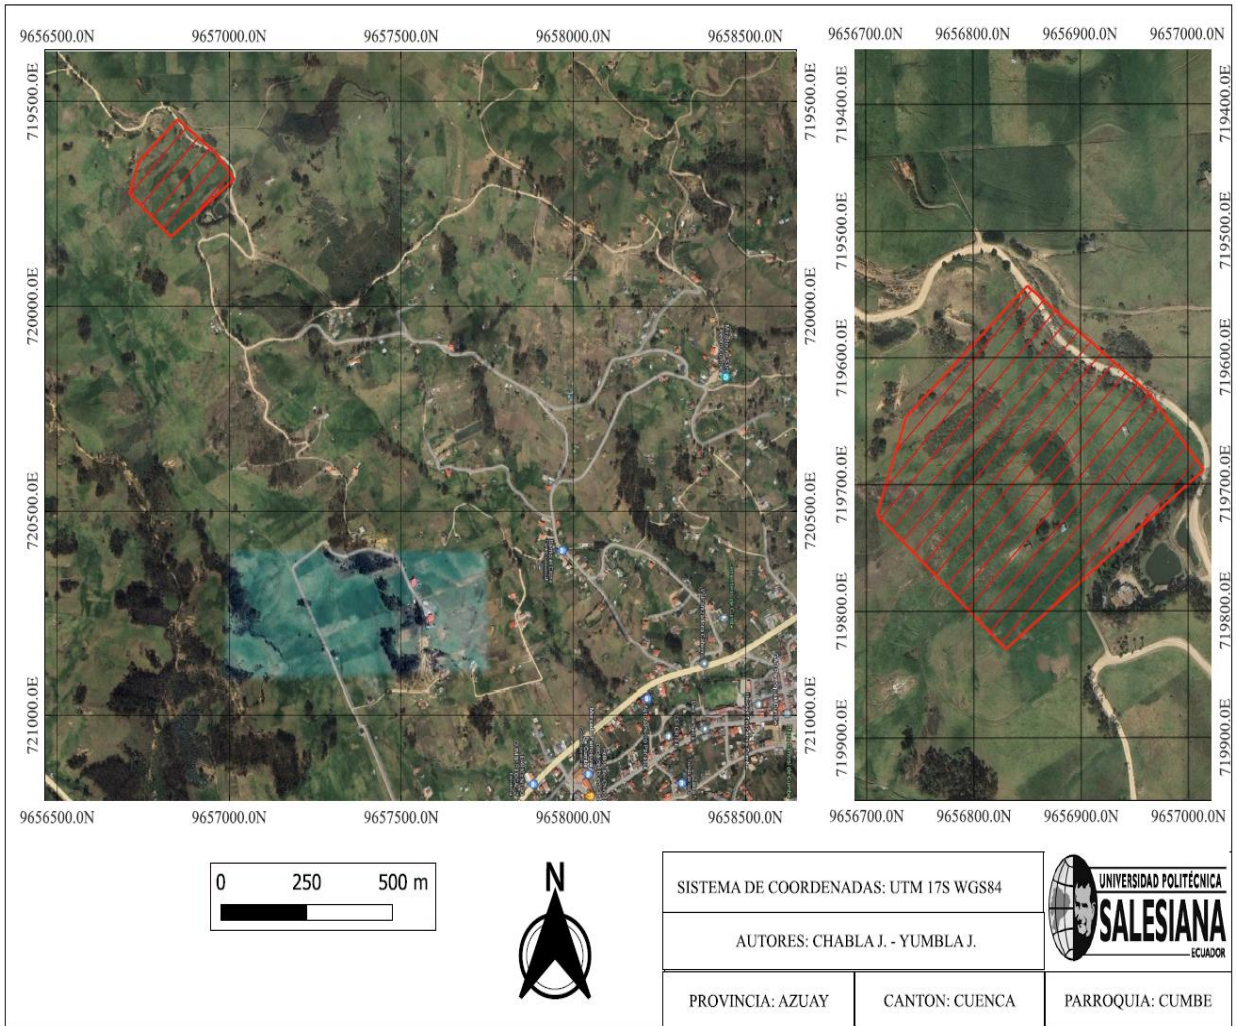 9656500.0N 9657000.0N 9657500.0N 9658000.0N 9658500.0N
9656700.0N 9656800.0N 9656900.0N 9657000.0N
719500.0E
720000.0E
720500.0E
721000.0E
719500.0E
720000.0E
720500.0E
721000.0E
719400.0E
719500.0E
719600.0E
719700.0E
719800.0E
719900.0E
719400.0E
719500.0E
719600.0E
719700.0E
719800.0E
719900.0E
9656500.0N 9657000.0N 9657500.0N 9658000.0N 9658500.0N
9656700.0N 9656800.0N 9656900.0N 9657000.0N
0 250 500 m
N
SISTEMA DE COORDENADAS: UTM 17S WGS84
AUTORES: CHABLA J. - YUMBLA J.
PROVINCIA: AZUAY
CANTON: CUENCA
PARROQUIA: CUMBE
UNIVERSIDAD POLITÉCNICA
SALESIANA
ECUADOR